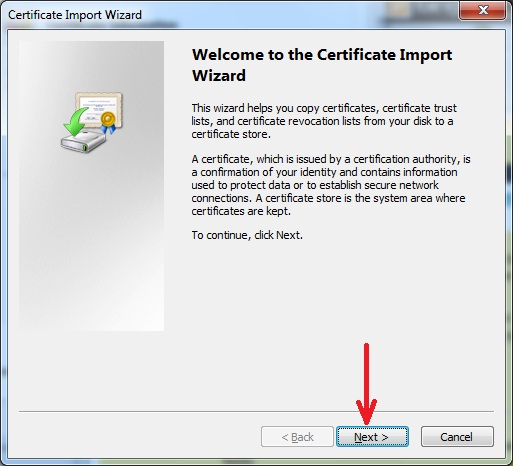 Certificate Import Wizard
Welcome to the Certificate Import
Wizard
This wizard helps you copy certificates, certificate trust
lists, and certificate revocation lists from your disk to a
certificate store.
A certificate, which is issued by a certification authority, is
a confirmation of your identity and contains information
used to protect data or to establish secure network
connections. A certificate store is the system area where
certificates are kept.
To continue, click Next.
< Back
Next >
Cancel